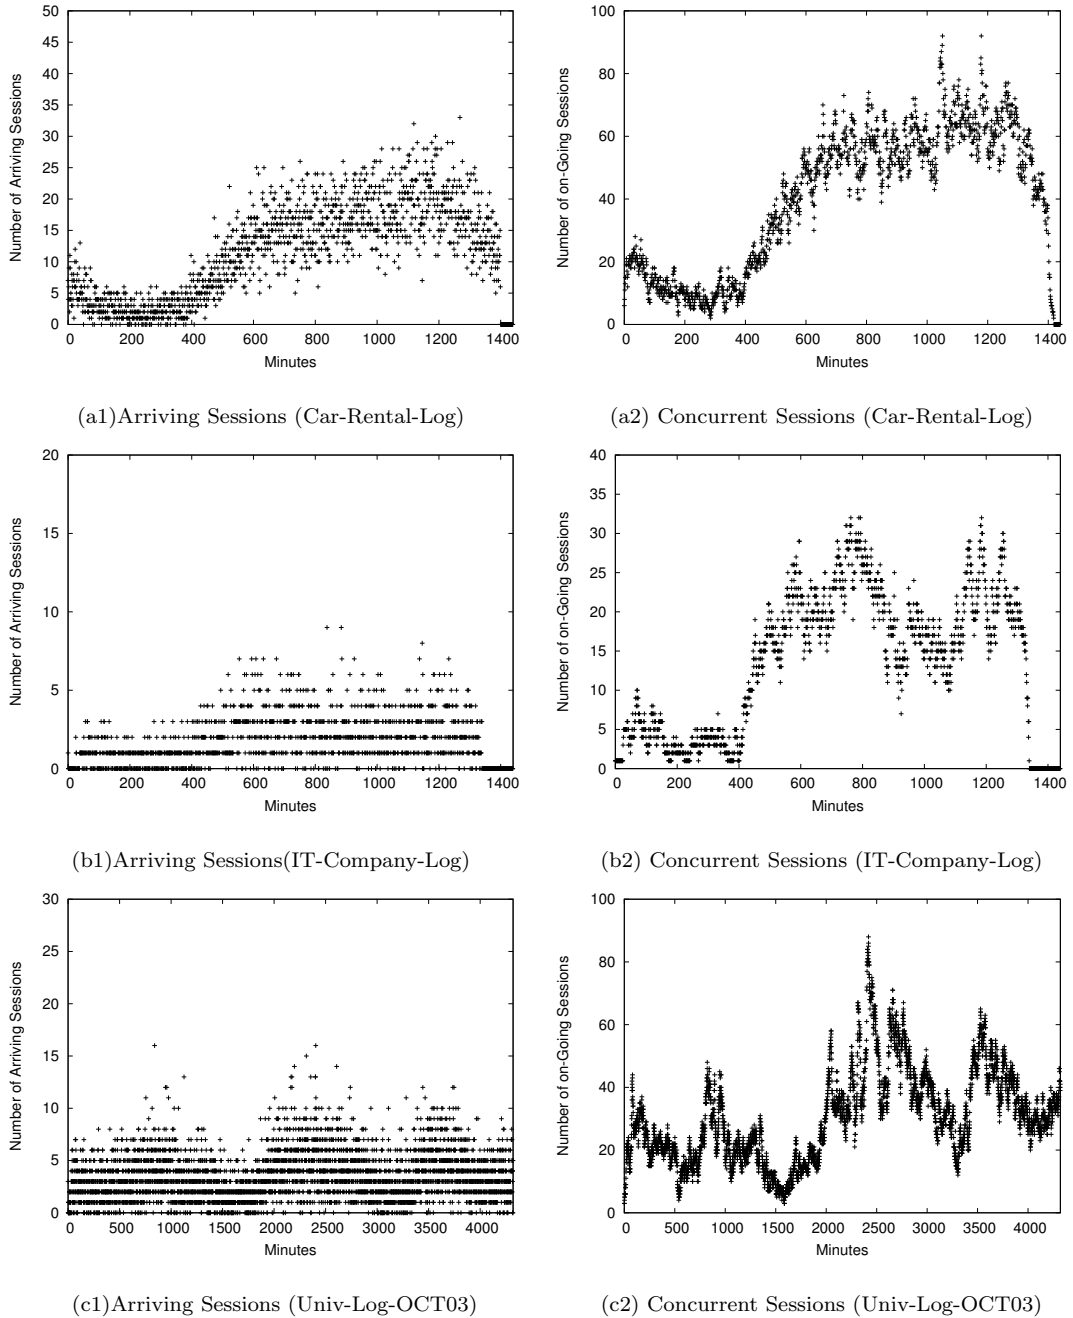 50
45
40
35
30
25
20
15
10
5
0
Number of Arriving Sessions
0 200 400 600 800 1000 1200 1400
Minutes
(a1)Arriving Sessions (Car-Rental-Log)
100
80
60
40
20
0
Number of on-Going Sessions
0 200 400 600 800 1000 1200 1400
Minutes
(a2) Concurrent Sessions (Car-Rental-Log)
20
15
10
5
0
Number of Arriving Sessions
0 200 400 600 800 1000 1200 1400
Minutes
(b1)Arriving Sessions(IT-Company-Log)
40
35
30
25
20
15
10
5
0
Number of on-Going Sessions
0 200 400 600 800 1000 1200 1400
Minutes
(b2) Concurrent Sessions (IT-Company-Log)
30
25
20
15
10
5
0
Number of Arriving Sessions
0 500 1000 1500 2000 2500 3000 3500 4000
Minutes
(c1)Arriving Sessions (Univ-Log-OCT03)
100
80
60
40
20
0
Number of on-Going Sessions
0 500 1000 1500 2000 2500 3000 3500 4000
Minutes
(c2) Concurrent Sessions (Univ-Log-OCT03)